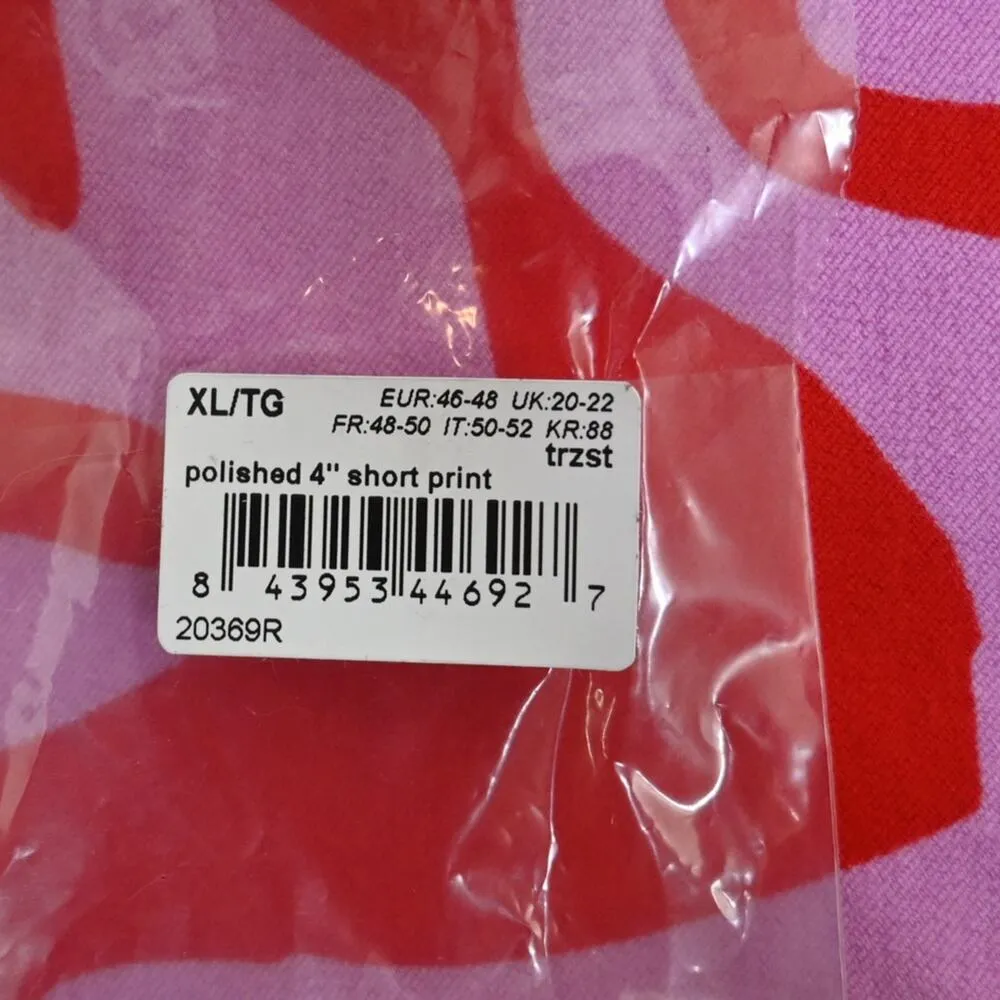 XL/TG EUR:46-48 UK:20-22
FR:48-50 IT:50-52 KR:88
trzst
polished 4" short print
8 43953 44692 7
20369R